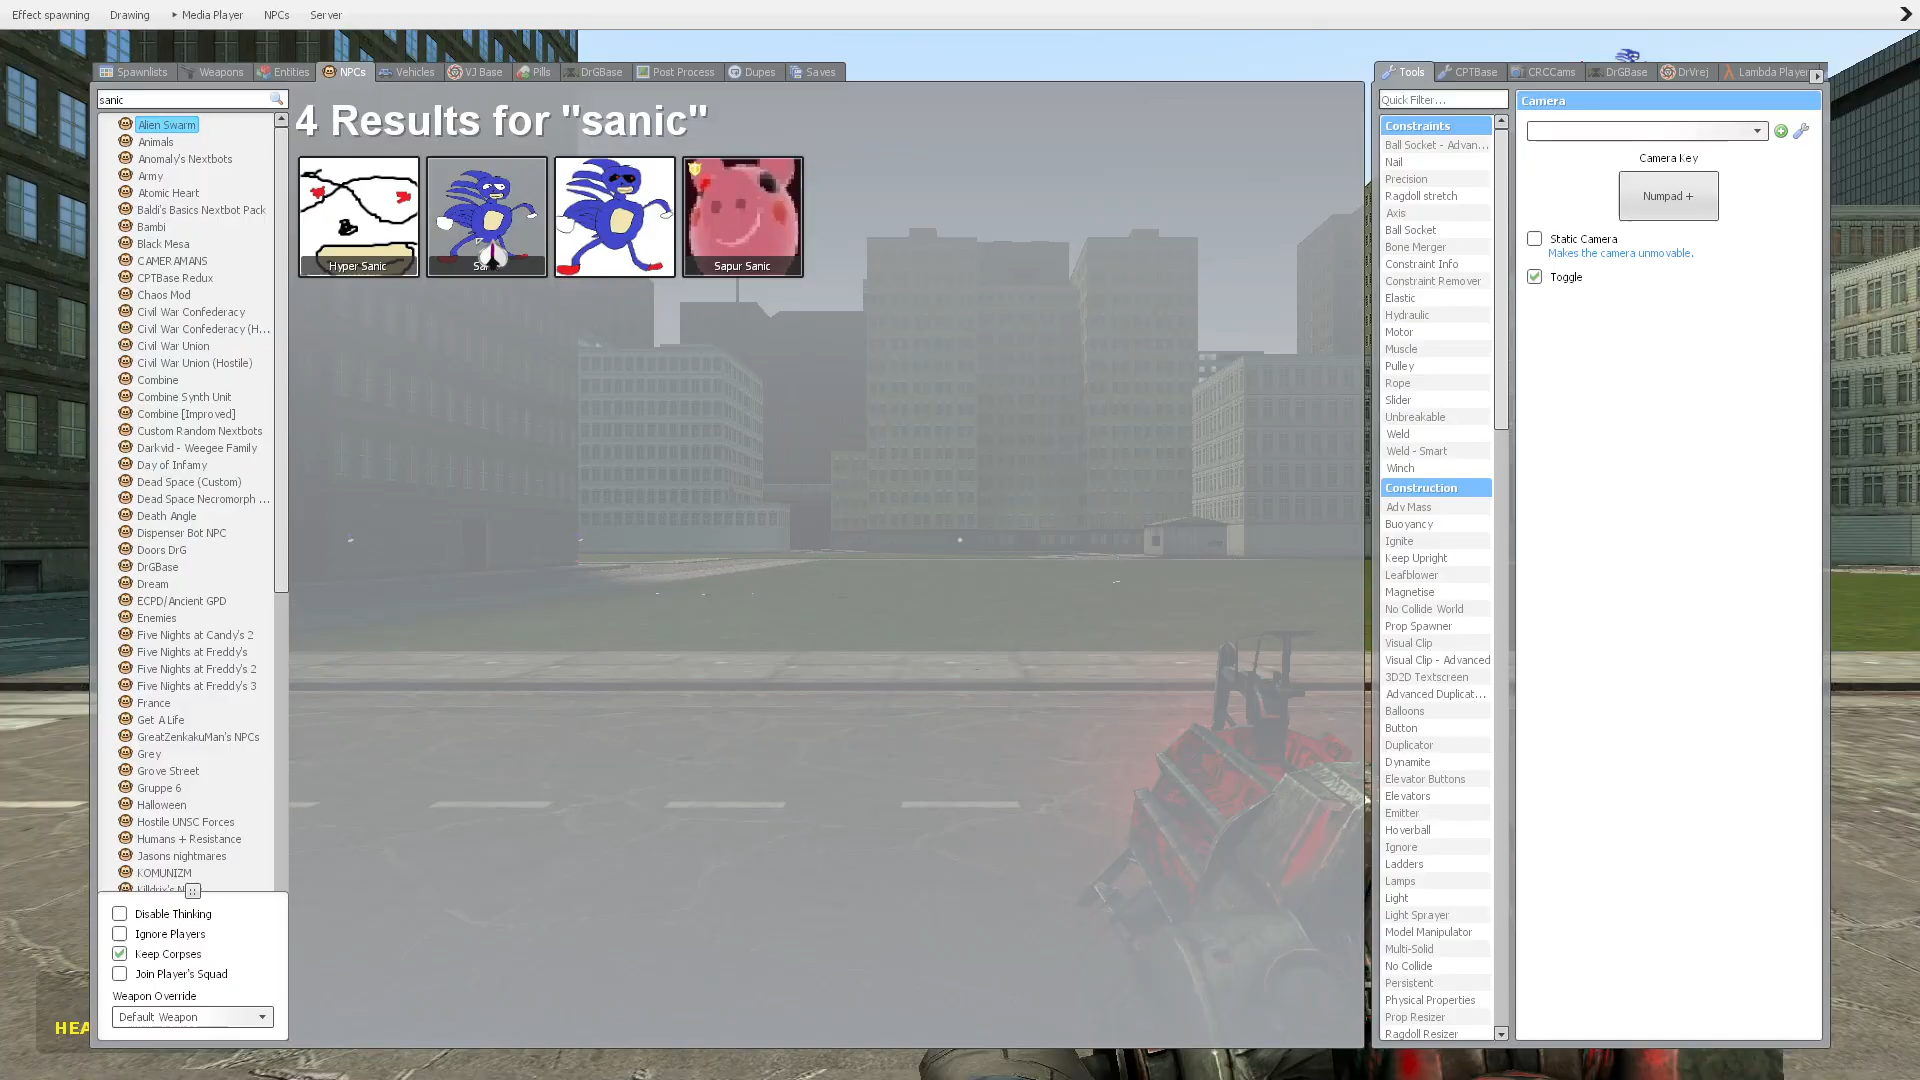 Effect spawning Drawing Media Player NPCs Server
Spawnlists Weapons Entities NPCs Vehicles VJ Base Pills DrGBase Post Process Dupes Saves
sanic
Alien Swarm
Animals
Anomaly's Nextbots
Army
Atomic Heart
Baldi's Basics Nextbot Pack
Bambi
Black Mesa
CAMERAMANS
CPTBase Redux
Chaos Mod
Civil War Confederacy
Civil War Confederacy (H...
Civil War Union
Civil War Union (Hostile)
Combine
Combine Synth Unit
Combine [Improved]
Custom Random Nextbots
Darkvid - Weegee Family
Day of Infamy
Dead Space (Custom)
Dead Space Necromorph ...
Death Angle
Dispenser Bot NPC
Doors DrG
DrGBase
Dream
ECPD/Ancient GPD
Enemies
Five Nights at Candy's 2
Five Nights at Freddy's
Five Nights at Freddy's 2
Five Nights at Freddy's 3
France
Get A Life
GreatZenkakuMan's NPCs
Grey
Grove Street
Gruppe 6
Halloween
Hostile UNSC Forces
Humans + Resistance
Jasons nightmares
KOMUNIZM
Disable Thinking
Ignore Players
Keep Corpses
Join Player's Squad
Weapon Override
Default Weapon
HEA
4 Results for "sanic"
Hyper Sanic
Sapur Sanic
Tools CPTBase CRCCams DrGBase DrVrej Lambda Player
Quick Filter...
Constraints
Ball Socket - Advan...
Nail
Precision
Ragdoll stretch
Axis
Ball Socket
Bone Merger
Constraint Info
Constraint Remover
Elastic
Hydraulic
Motor
Muscle
Pulley
Rope
Slider
Unbreakable
Weld
Weld - Smart
Winch
Construction
Adv Mass
Buoyancy
Ignite
Keep Upright
Leafblower
Magnetise
No Collide World
Prop Spawner
Visual Clip
Visual Clip - Advanced
3D2D Textscreen
Advanced Duplicat...
Balloons
Button
Duplicator
Dynamite
Elevator Buttons
Elevators
Emitter
Hoverball
Ignore
Ladders
Lamps
Light
Light Sprayer
Model Manipulator
Multi-Solid
No Collide
Persistent
Physical Properties
Prop Resizer
Ragdoll Resizer
Camera
Camera Key
Numpad +
Static Camera
Makes the camera unmovable.
Toggle